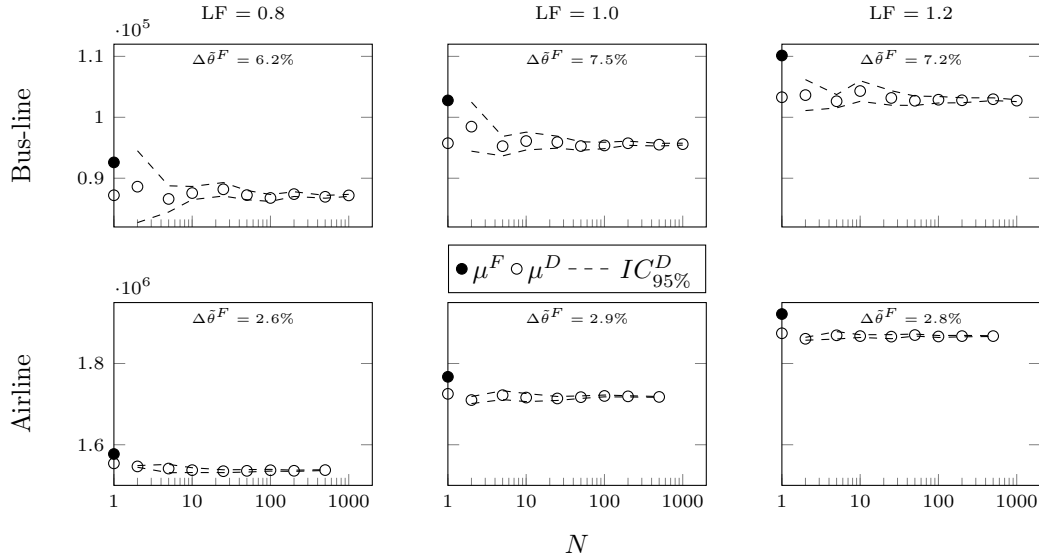 LF = 0.8 LF = 1.0 LF = 1.2
·10^5
Bus-line
1.1
1
0.9
Δθ̃^F = 6.2% Δθ̃^F = 7.5% Δθ̃^F = 7.2%
μ^F μ^D IC^D_95%
·10^6
Airline
1.8
1.6
Δθ̃^F = 2.6% Δθ̃^F = 2.9% Δθ̃^F = 2.8%
1 10 100 1000 1 10 100 1000 1 10 100 1000
N